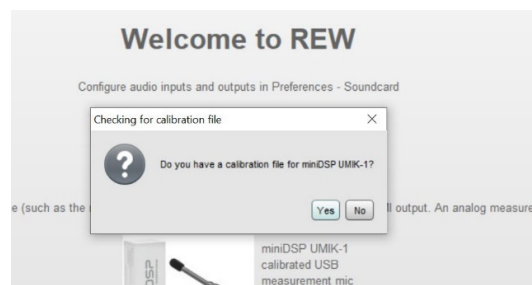 Welcome to REW
Configure audio inputs and outputs in Preferences - Soundcard
Checking for calibration file
Do you have a calibration file for miniDSP UMIK-1?
Yes No
e (such as the
ll output. An analog measure
miniDSP UMIK-1
calibrated USB
measurement mic
DSP